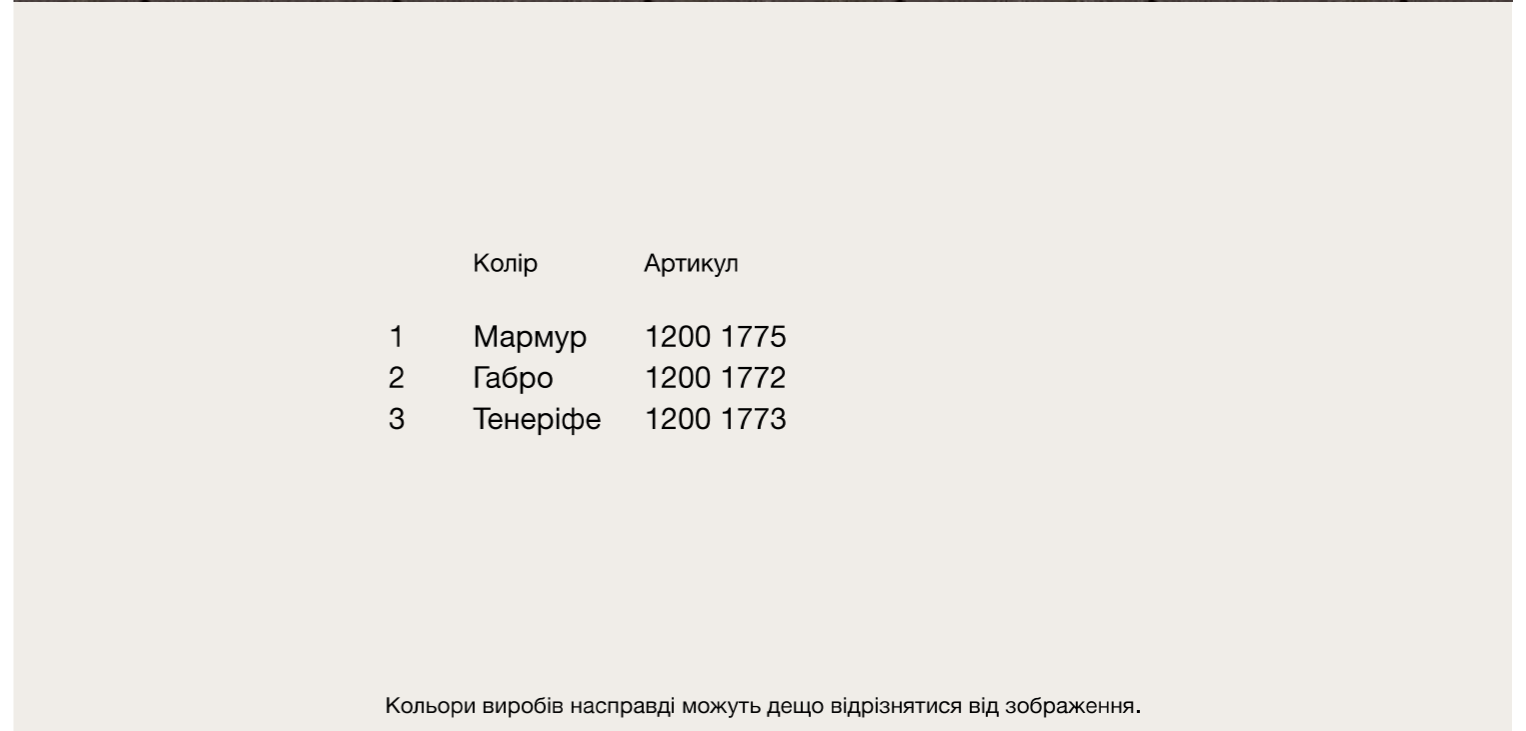 Колір Артикул
1 Мармур 1200 1775
2 Габро 1200 1772
3 Тенеріфе 1200 1773
Кольори виробів насправді можуть дещо відрізнятися від зображення.